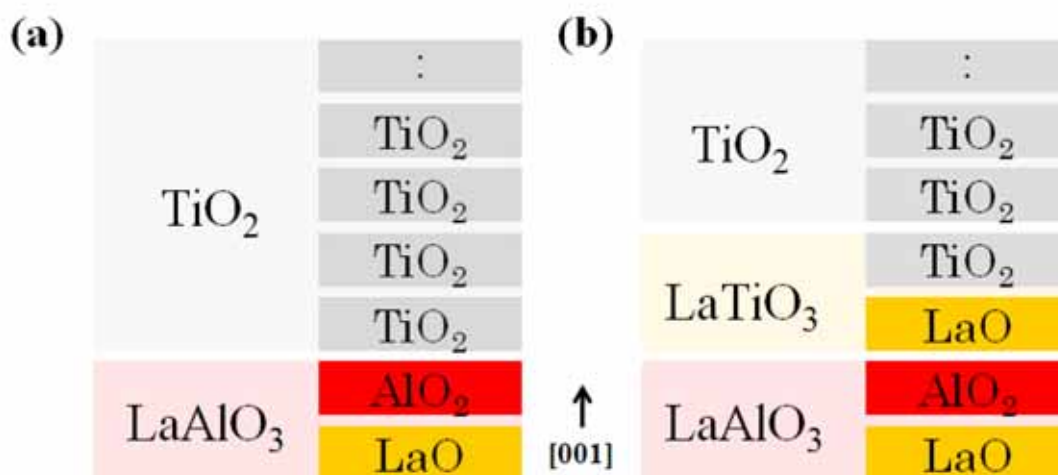 (a)
TiO₂
LaAlO₃
:
TiO₂
TiO₂
TiO₂
TiO₂
AlO₂
LaO
[001]
(b)
TiO₂
LaTiO₃
LaAlO₃
:
TiO₂
TiO₂
TiO₂
LaO
AlO₂
LaO